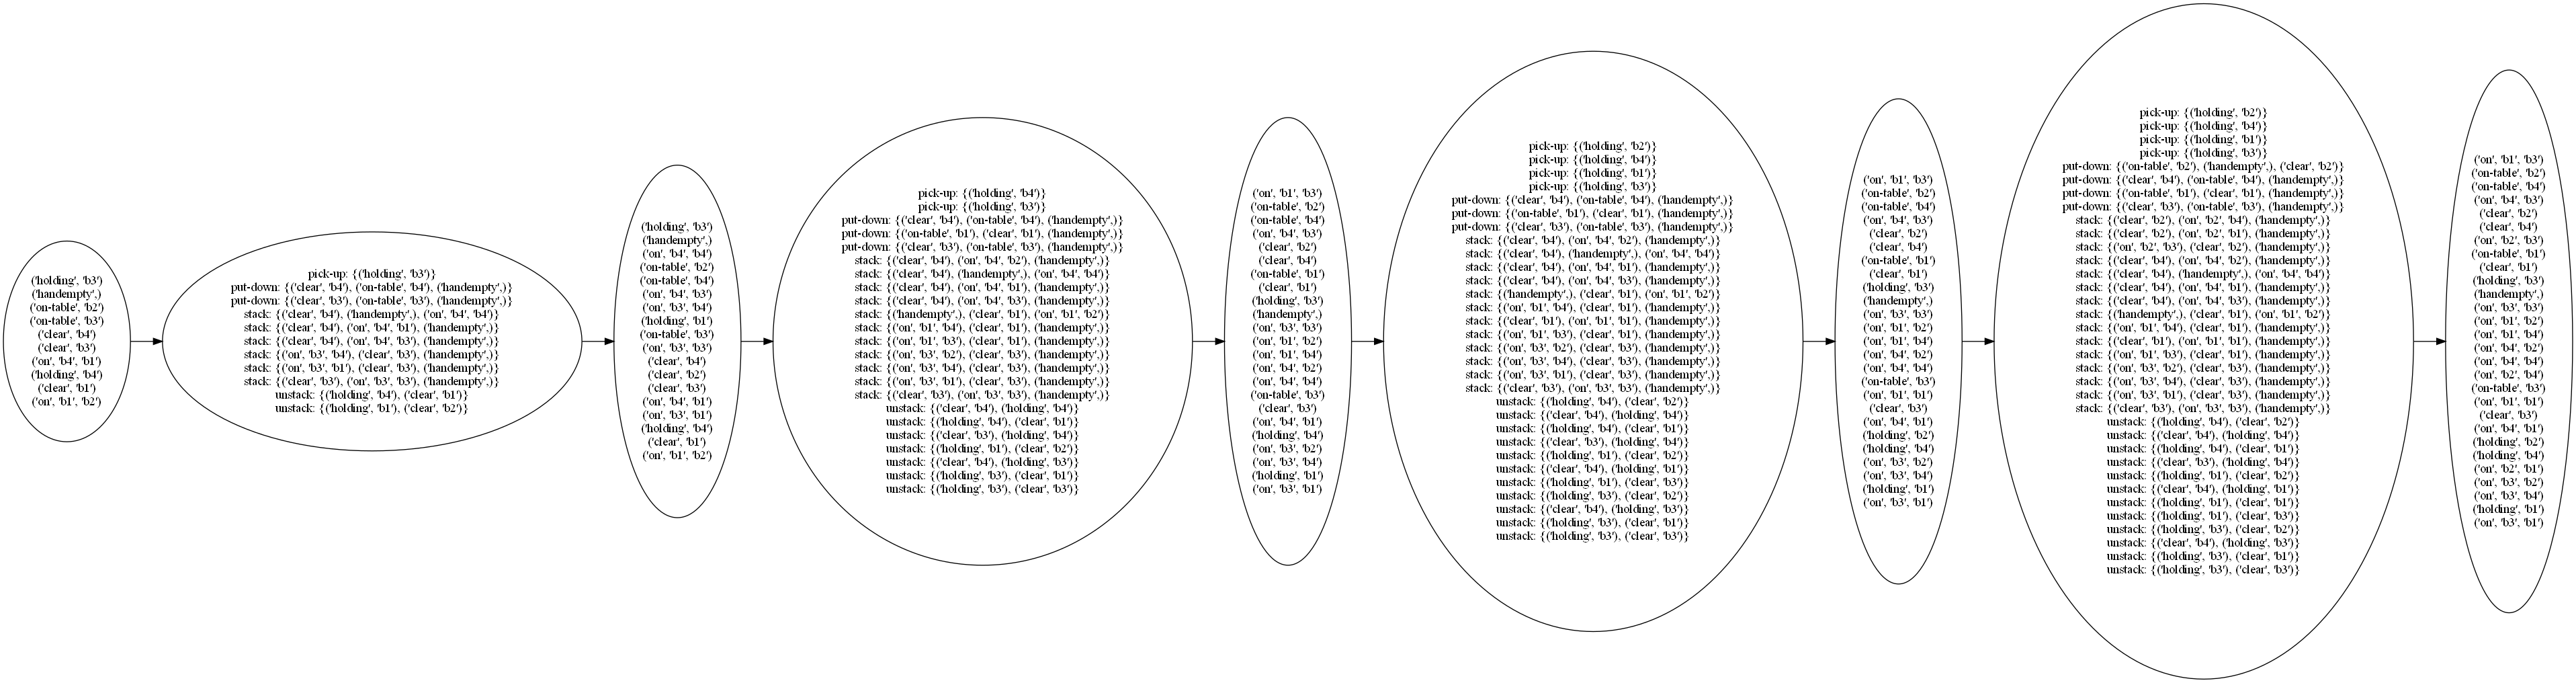 ('holding', 'b3')
('handempty',)
('on-table', 'b2')
('on-table', 'b3')
('clear', 'b4')
('clear', 'b3')
('on', 'b4', 'b1')
('holding', 'b4')
('clear', 'b1')
('on', 'b1', 'b2')
pick-up: {('holding', 'b3')}
put-down: {('clear', 'b4'), ('on-table', 'b4'), ('handempty',)}
put-down: {('clear', 'b3'), ('on-table', 'b3'), ('handempty',)}
stack: {('clear', 'b4'), ('handempty',), ('on', 'b4', 'b4')}
stack: {('clear', 'b4'), ('on', 'b4', 'b1'), ('handempty',)}
stack: {('clear', 'b4'), ('on', 'b4', 'b3'), ('handempty',)}
stack: {('on', 'b3', 'b4'), ('clear', 'b3'), ('handempty',)}
stack: {('on', 'b3', 'b1'), ('clear', 'b3'), ('handempty',)}
stack: {('clear', 'b3'), ('on', 'b3', 'b3'), ('handempty',)}
unstack: {('holding', 'b4'), ('clear', 'b1')}
unstack: {('holding', 'b1'), ('clear', 'b2')}
('holding', 'b3')
('handempty',)
('on', 'b4', 'b4')
('on-table', 'b2')
('on-table', 'b4')
('on', 'b4', 'b3')
('on', 'b3', 'b4')
('holding', 'b1')
('on-table', 'b3')
('on', 'b3', 'b3')
('clear', 'b4')
('clear', 'b2')
('clear', 'b3')
('on', 'b4', 'b1')
('on', 'b3', 'b1')
('holding', 'b4')
('clear', 'b1')
('on', 'b1', 'b2')
pick-up: {('holding', 'b4')}
pick-up: {('holding', 'b3')}
put-down: {('clear', 'b4'), ('on-table', 'b4'), ('handempty',)}
put-down: {('on-table', 'b1'), ('clear', 'b1'), ('handempty',)}
put-down: {('clear', 'b3'), ('on-table', 'b3'), ('handempty',)}
stack: {('clear', 'b4'), ('on', 'b4', 'b2'), ('handempty',)}
stack: {('clear', 'b4'), ('handempty',), ('on', 'b4', 'b4')}
stack: {('clear', 'b4'), ('on', 'b4', 'b1'), ('handempty',)}
stack: {('clear', 'b4'), ('on', 'b4', 'b3'), ('handempty',)}
stack: {('handempty',), ('clear', 'b1'), ('on', 'b1', 'b2')}
stack: {('on', 'b1', 'b4'), ('clear', 'b1'), ('handempty',)}
stack: {('on', 'b1', 'b3'), ('clear', 'b1'), ('handempty',)}
stack: {('on', 'b3', 'b2'), ('clear', 'b3'), ('handempty',)}
stack: {('on', 'b3', 'b4'), ('clear', 'b3'), ('handempty',)}
stack: {('on', 'b3', 'b1'), ('clear', 'b3'), ('handempty',)}
stack: {('clear', 'b3'), ('on', 'b3', 'b3'), ('handempty',)}
unstack: {('clear', 'b4'), ('holding', 'b4')}
unstack: {('holding', 'b4'), ('clear', 'b1')}
unstack: {('clear', 'b3'), ('holding', 'b4')}
unstack: {('holding', 'b1'), ('clear', 'b2')}
unstack: {('clear', 'b4'), ('holding', 'b3')}
unstack: {('holding', 'b3'), ('clear', 'b1')}
unstack: {('holding', 'b3'), ('clear', 'b3')}
('on', 'b1', 'b3')
('on-table', 'b2')
('on-table', 'b4')
('on', 'b4', 'b3')
('clear', 'b2')
('clear', 'b4')
('on-table', 'b1')
('clear', 'b1')
('holding', 'b3')
('handempty',)
('on', 'b3', 'b3')
('on', 'b1', 'b2')
('on', 'b1', 'b4')
('on', 'b4', 'b2')
('on', 'b4', 'b4')
('on-table', 'b3')
('clear', 'b3')
('on', 'b4', 'b1')
('holding', 'b4')
('on', 'b3', 'b2')
('on', 'b3', 'b4')
('holding', 'b1')
('on', 'b3', 'b1')
pick-up: {('holding', 'b2')}
pick-up: {('holding', 'b4')}
pick-up: {('holding', 'b1')}
pick-up: {('holding', 'b3')}
put-down: {('clear', 'b4'), ('on-table', 'b4'), ('handempty',)}
put-down: {('on-table', 'b1'), ('clear', 'b1'), ('handempty',)}
put-down: {('clear', 'b3'), ('on-table', 'b3'), ('handempty',)}
stack: {('clear', 'b4'), ('on', 'b4', 'b2'), ('handempty',)}
stack: {('clear', 'b4'), ('handempty',), ('on', 'b4', 'b4')}
stack: {('clear', 'b4'), ('on', 'b4', 'b1'), ('handempty',)}
stack: {('clear', 'b4'), ('on', 'b4', 'b3'), ('handempty',)}
stack: {('handempty',), ('clear', 'b1'), ('on', 'b1', 'b2')}
stack: {('on', 'b1', 'b4'), ('clear', 'b1'), ('handempty',)}
stack: {('clear', 'b1'), ('on', 'b1', 'b1'), ('handempty',)}
stack: {('on', 'b1', 'b3'), ('clear', 'b1'), ('handempty',)}
stack: {('on', 'b3', 'b2'), ('clear', 'b3'), ('handempty',)}
stack: {('on', 'b3', 'b4'), ('clear', 'b3'), ('handempty',)}
stack: {('on', 'b3', 'b1'), ('clear', 'b3'), ('handempty',)}
stack: {('clear', 'b3'), ('on', 'b3', 'b3'), ('handempty',)}
unstack: {('holding', 'b4'), ('clear', 'b2')}
unstack: {('clear', 'b4'), ('holding', 'b4')}
unstack: {('holding', 'b4'), ('clear', 'b1')}
unstack: {('clear', 'b3'), ('holding', 'b4')}
unstack: {('holding', 'b1'), ('clear', 'b2')}
unstack: {('clear', 'b4'), ('holding', 'b1')}
unstack: {('holding', 'b1'), ('clear', 'b3')}
unstack: {('holding', 'b3'), ('clear', 'b2')}
unstack: {('clear', 'b4'), ('holding', 'b3')}
unstack: {('holding', 'b3'), ('clear', 'b1')}
unstack: {('holding', 'b3'), ('clear', 'b3')}
('on', 'b1', 'b3')
('on-table', 'b2')
('on-table', 'b4')
('on', 'b4', 'b3')
('clear', 'b2')
('clear', 'b4')
('on-table', 'b1')
('clear', 'b1')
('holding', 'b3')
('handempty',)
('on', 'b3', 'b3')
('on', 'b1', 'b2')
('on', 'b1', 'b4')
('on', 'b4', 'b2')
('on', 'b4', 'b4')
('on-table', 'b3')
('on', 'b1', 'b1')
('clear', 'b3')
('on', 'b4', 'b1')
('holding', 'b2')
('holding', 'b4')
('on', 'b3', 'b2')
('on', 'b3', 'b4')
('holding', 'b1')
('on', 'b3', 'b1')
pick-up: {('holding', 'b2')}
pick-up: {('holding', 'b4')}
pick-up: {('holding', 'b1')}
pick-up: {('holding', 'b3')}
put-down: {('on-table', 'b2'), ('handempty',), ('clear', 'b2')}
put-down: {('clear', 'b4'), ('on-table', 'b4'), ('handempty',)}
put-down: {('on-table', 'b1'), ('clear', 'b1'), ('handempty',)}
put-down: {('clear', 'b3'), ('on-table', 'b3'), ('handempty',)}
stack: {('clear', 'b2'), ('on', 'b2', 'b4'), ('handempty',)}
stack: {('clear', 'b2'), ('on', 'b2', 'b1'), ('handempty',)}
stack: {('on', 'b2', 'b3'), ('clear', 'b2'), ('handempty',)}
stack: {('clear', 'b4'), ('on', 'b4', 'b2'), ('handempty',)}
stack: {('clear', 'b4'), ('handempty',), ('on', 'b4', 'b4')}
stack: {('clear', 'b4'), ('on', 'b4', 'b1'), ('handempty',)}
stack: {('clear', 'b4'), ('on', 'b4', 'b3'), ('handempty',)}
stack: {('handempty',), ('clear', 'b1'), ('on', 'b1', 'b2')}
stack: {('on', 'b1', 'b4'), ('clear', 'b1'), ('handempty',)}
stack: {('clear', 'b1'), ('on', 'b1', 'b1'), ('handempty',)}
stack: {('on', 'b1', 'b3'), ('clear', 'b1'), ('handempty',)}
stack: {('on', 'b3', 'b2'), ('clear', 'b3'), ('handempty',)}
stack: {('on', 'b3', 'b4'), ('clear', 'b3'), ('handempty',)}
stack: {('on', 'b3', 'b1'), ('clear', 'b3'), ('handempty',)}
stack: {('clear', 'b3'), ('on', 'b3', 'b3'), ('handempty',)}
unstack: {('holding', 'b4'), ('clear', 'b2')}
unstack: {('clear', 'b4'), ('holding', 'b4')}
unstack: {('holding', 'b4'), ('clear', 'b1')}
unstack: {('clear', 'b3'), ('holding', 'b4')}
unstack: {('holding', 'b1'), ('clear', 'b2')}
unstack: {('clear', 'b4'), ('holding', 'b1')}
unstack: {('holding', 'b1'), ('clear', 'b1')}
unstack: {('holding', 'b1'), ('clear', 'b3')}
unstack: {('holding', 'b3'), ('clear', 'b2')}
unstack: {('clear', 'b4'), ('holding', 'b3')}
unstack: {('holding', 'b3'), ('clear', 'b1')}
unstack: {('holding', 'b3'), ('clear', 'b3')}
('on', 'b1', 'b3')
('on-table', 'b2')
('on-table', 'b4')
('on', 'b4', 'b3')
('clear', 'b2')
('clear', 'b4')
('on', 'b2', 'b3')
('on-table', 'b1')
('clear', 'b1')
('holding', 'b3')
('handempty',)
('on', 'b3', 'b3')
('on', 'b1', 'b2')
('on', 'b1', 'b4')
('on', 'b4', 'b2')
('on', 'b4', 'b4')
('on', 'b2', 'b4')
('on-table', 'b3')
('on', 'b1', 'b1')
('clear', 'b3')
('on', 'b4', 'b1')
('holding', 'b2')
('holding', 'b4')
('on', 'b2', 'b1')
('on', 'b3', 'b2')
('on', 'b3', 'b4')
('holding', 'b1')
('on', 'b3', 'b1')